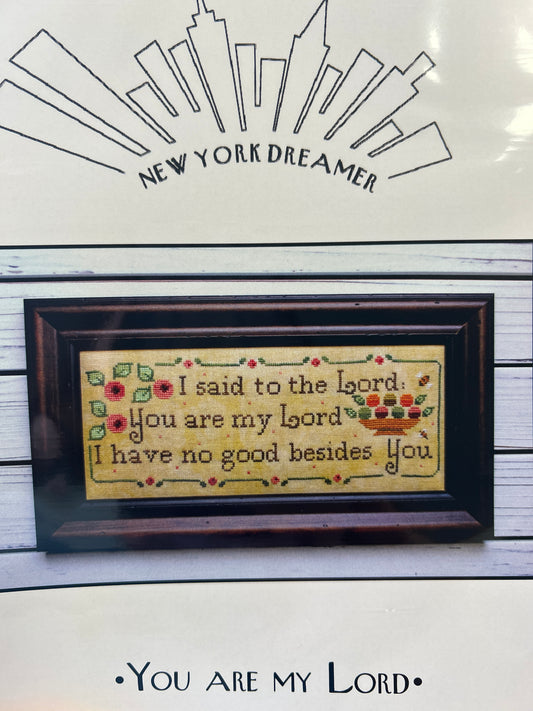 NEW YORK DREAMER
I said to the Lord:
You are my Lord
I have no good besides You
•YOU ARE MY LORD•